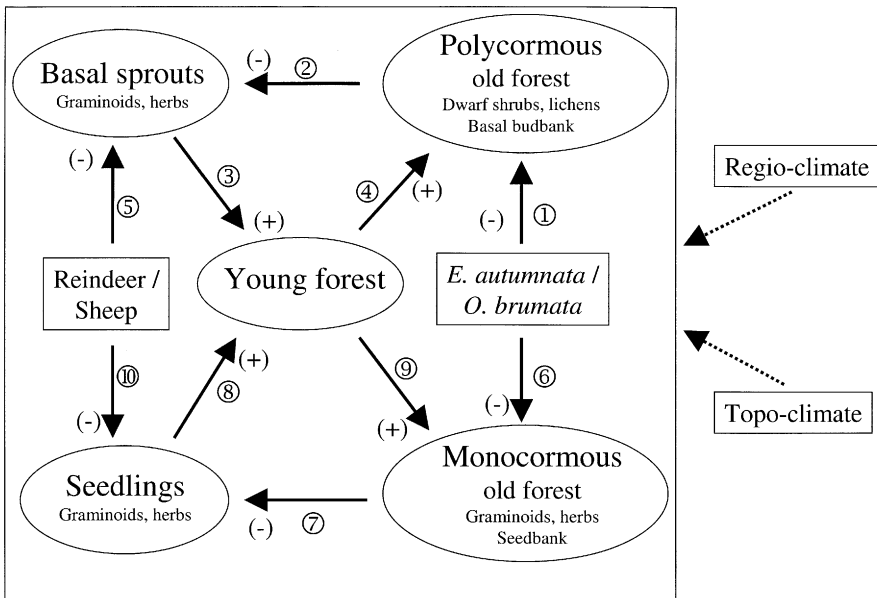 Basal sprouts
Graminoids, herbs
(-)
②
Polycormous
old forest
Dwarf shrubs, lichens
Basal budbank
(-)
③
(+)
④
(+)
(-)
①
⑤
Regio-climate
Reindeer /
Sheep
Young forest
E. autumnata /
O. brumata
⑩
(-)
⑧
(+)
⑨
(+)
(-)
⑥
Topo-climate
Seedlings
Graminoids, herbs
(-)
⑦
Monocormous
old forest
Graminoids, herbs
Seedbank